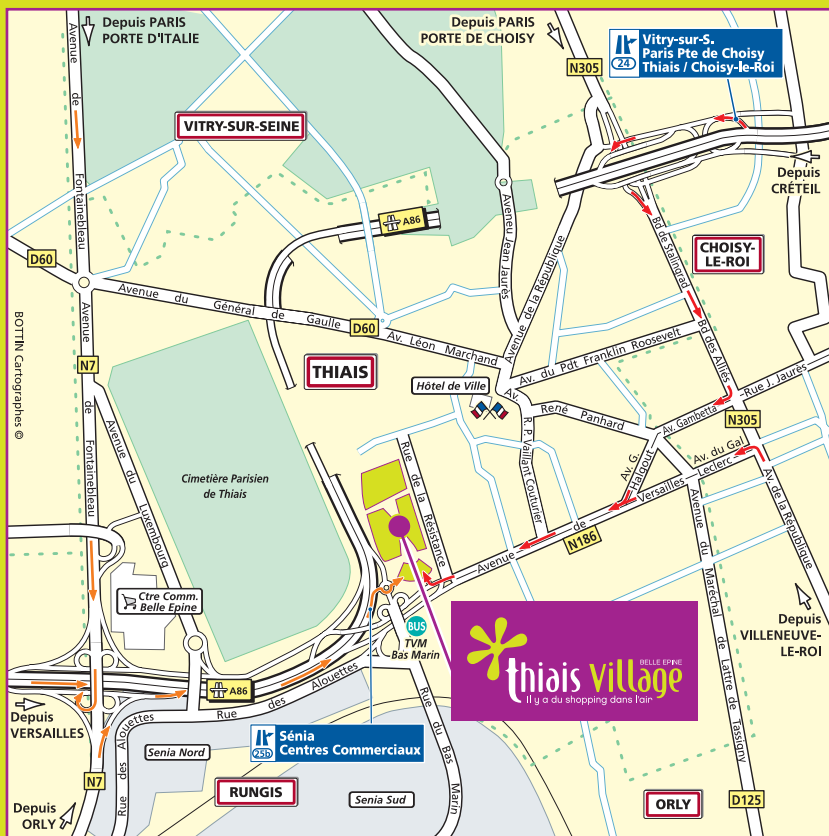 Depuis PARIS
PORTE D'ITALIE
Depuis PARIS
PORTE DE CHOISY
N305
24
Vitry-sur-S.
Paris Pte de Choisy
Thiais / Choisy-le-Roi
Avenue de Fontainebleau
VITRY-SUR-SEINE
Depuis
CRÉTEIL
A86
Aveneu Jean Jaurès
Avenue de la République
Bd de Stalingrad
CHOISY-
LE-ROI
D60
Avenue du Général de Gaulle
D60
Av. Léon Marchand
Bd des Alliés
BOTTIN Cartographes ©
N7
Avenue de Fontainebleau
THIAIS
Hôtel de Ville
Av. du Pdt Franklin Roosevelt
Rue J. Jaurès
Av. Gambetta
N305
Av. René Panhard
R. P. Vaillant Couturier
Av. G. Halgout
Avenue du Luxembourg
Cimetière Parisien
de Thiais
Rue de la Résistance
Avenue de Versailles
Av. du Gal Leclerc
N186
Av. de la République
Avenue du Maréchal de Lattre de Tassigny
Ctre Comm.
Belle Epine
BUS
TVM
Bas Marin
Depuis
VILLENEUVE-
LE-ROI
BELLE EPINE
thiais Village
Il y a du shopping dans l'air
A86
Depuis
VERSAILLES
Rue des Alouettes
Rue des Alouettes
Rue du Bas Marin
25b
Sénia
Centres Commerciaux
Senia Nord
N7
RUNGIS
Senia Sud
ORLY
D125
Depuis
ORLY